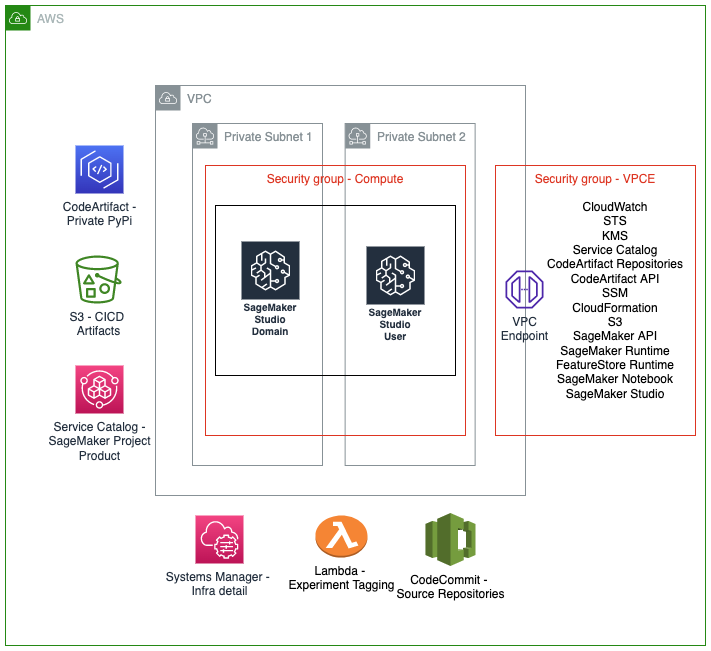 AWS
VPC
Private Subnet 1
Private Subnet 2
Security group - Compute
Security group - VPCE
CodeArtifact -
Private PyPi
S3 - CICD
Artifacts
Service Catalog -
SageMaker Project
Product
SageMaker
Studio
Domain
SageMaker
Studio
User
VPC
Endpoint
CloudWatch
STS
KMS
Service Catalog
CodeArtifact Repositories
CodeArtifact API
SSM
CloudFormation
S3
SageMaker API
SageMaker Runtime
FeatureStore Runtime
SageMaker Notebook
SageMaker Studio
Systems Manager -
Infra detail
Lambda -
Experiment Tagging
CodeCommit -
Source Repositories